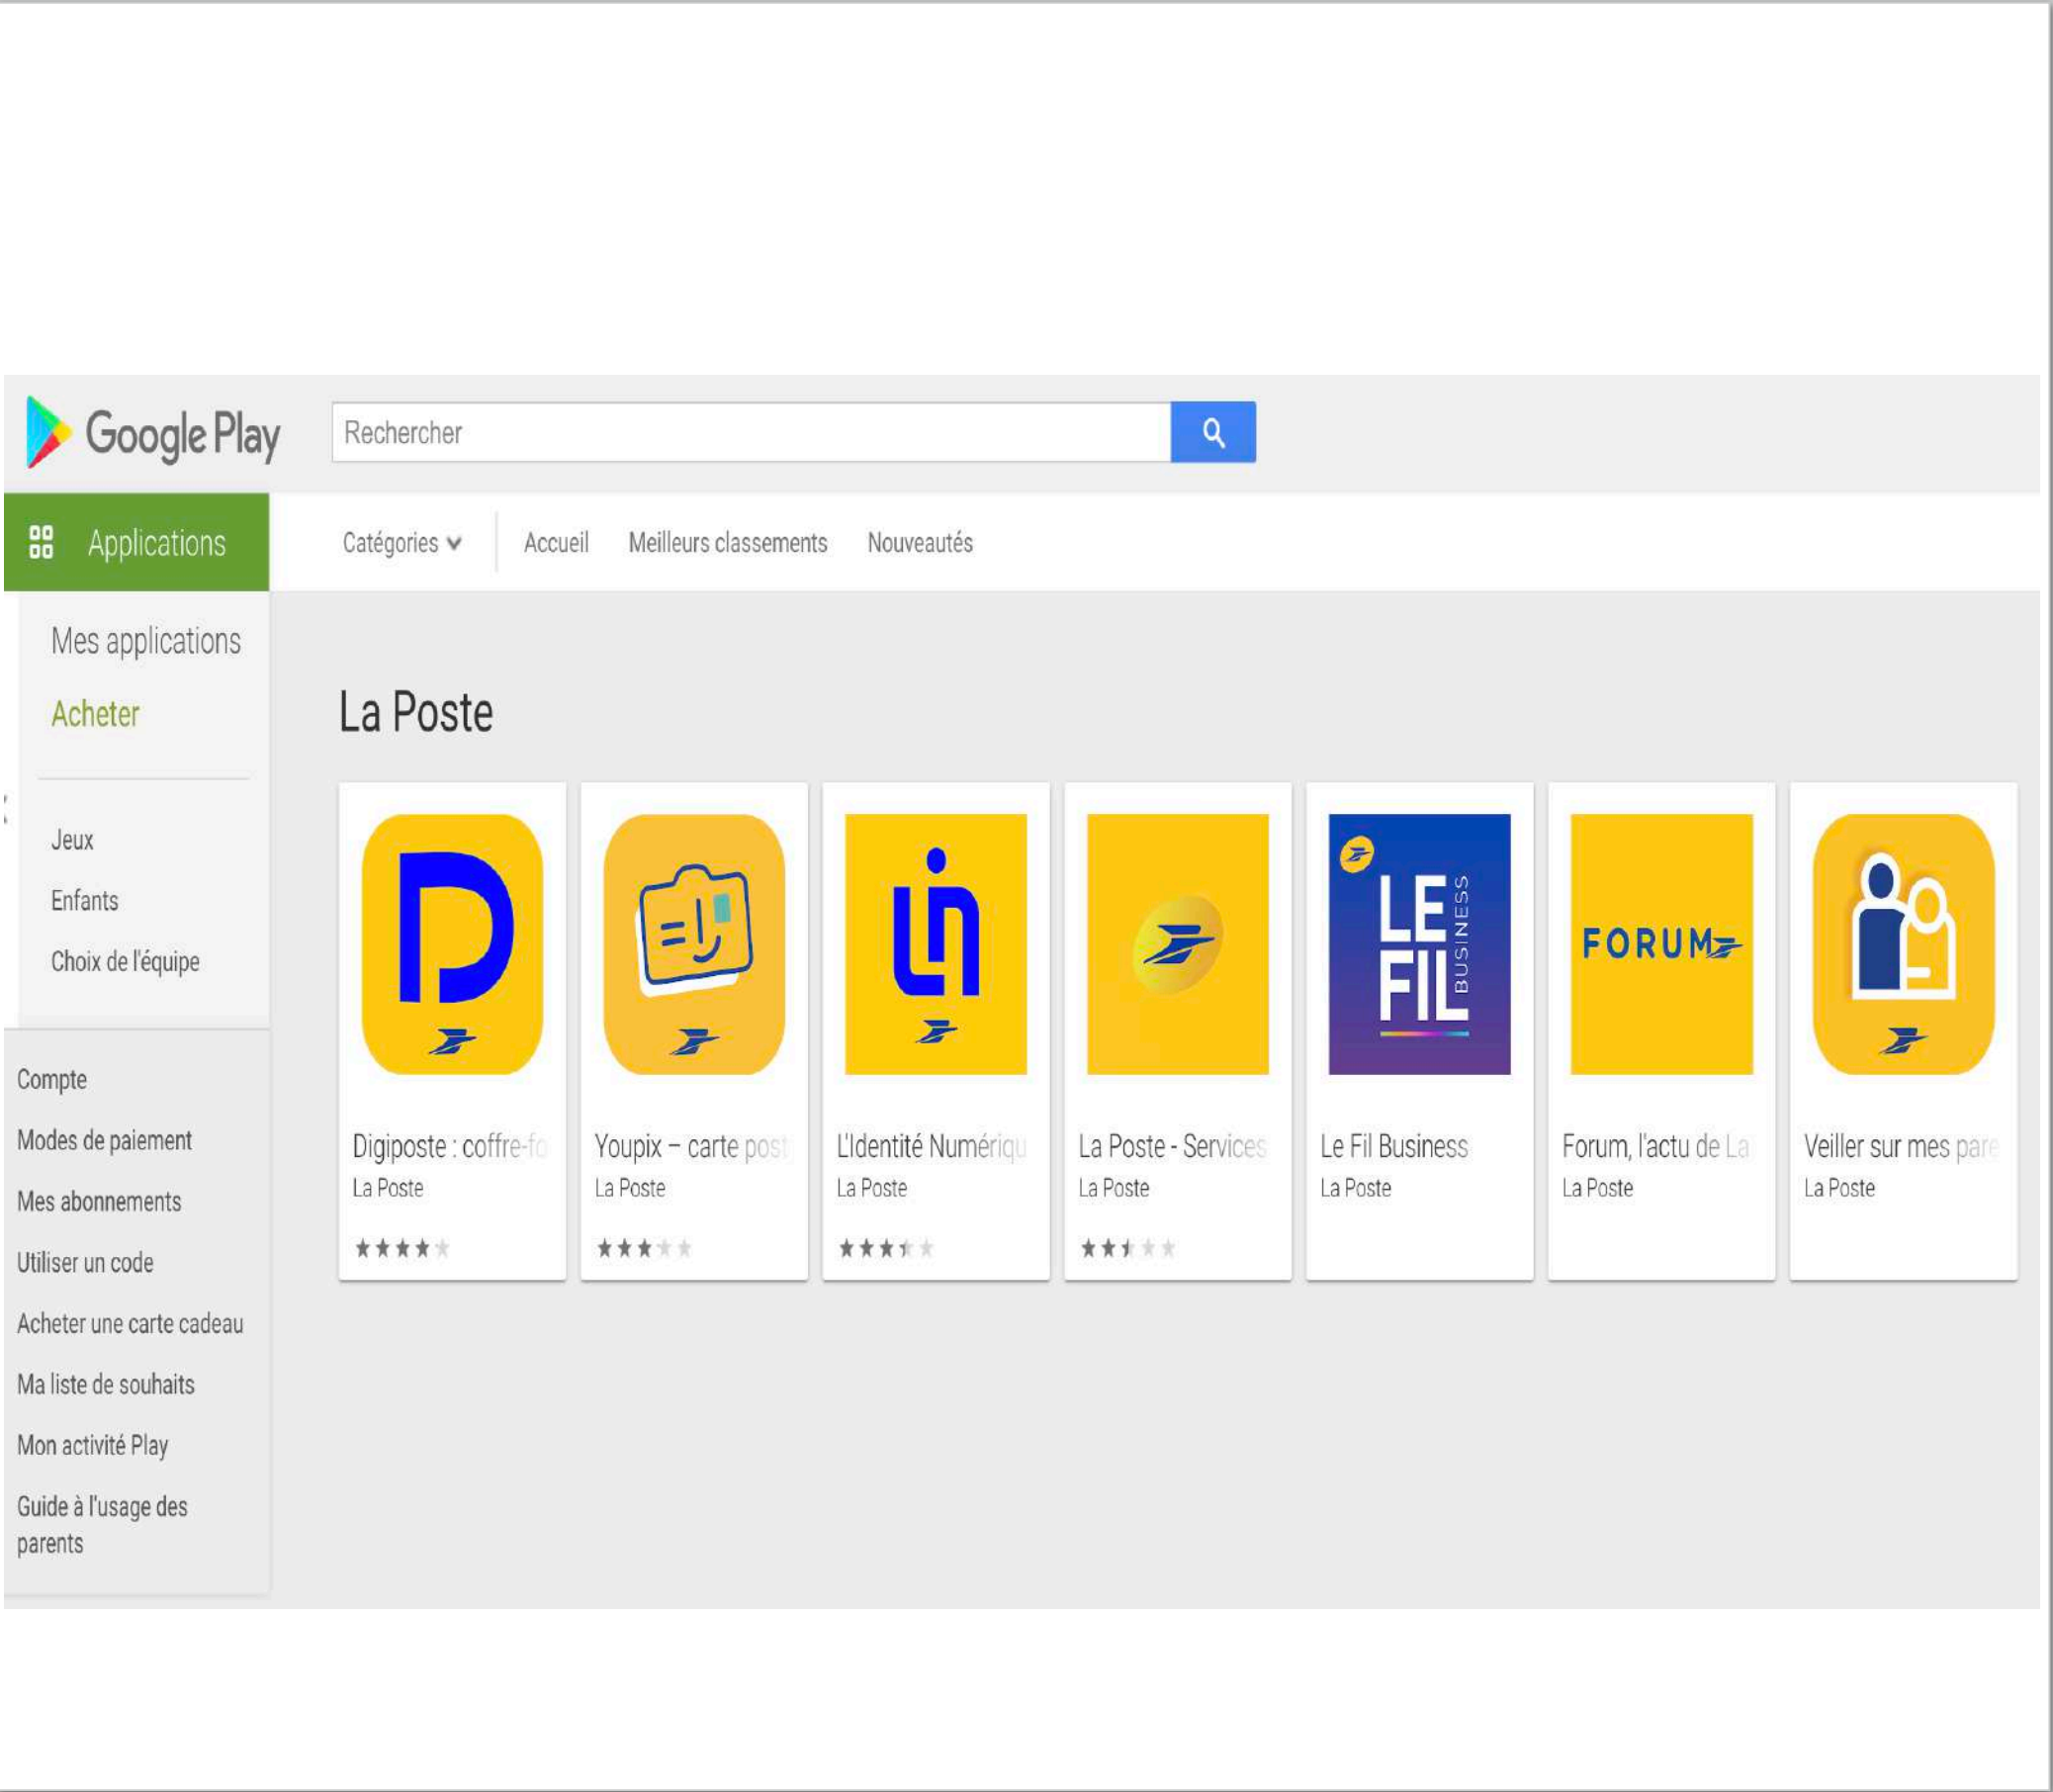 Google Play
Rechercher
Applications
Catégories
Accueil
Meilleurs classements
Nouveautés
Mes applications
Acheter
Jeux
Enfants
Choix de l'équipe
Compte
Modes de paiement
Mes abonnements
Utiliser un code
Acheter une carte cadeau
Ma liste de souhaits
Mon activité Play
Guide à l'usage des
parents
La Poste
Digiposte : coffre-fo
La Poste
Youpix – carte post
La Poste
L'Identité Numériqu
La Poste
La Poste - Services
La Poste
LE
FIL
BUSINESS
Le Fil Business
La Poste
FORUM
Forum, l'actu de La
La Poste
Veiller sur mes pare
La Poste